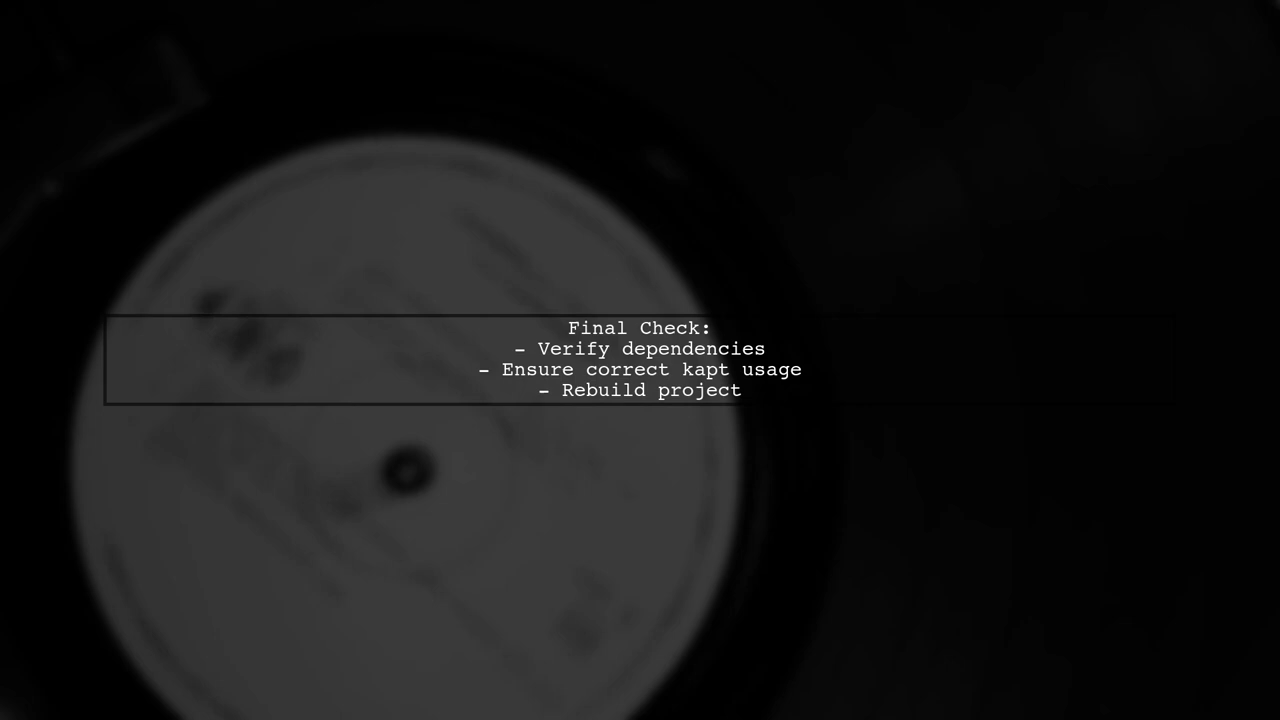 Final Check:
- Verify dependencies
- Ensure correct kapt usage
- Rebuild project